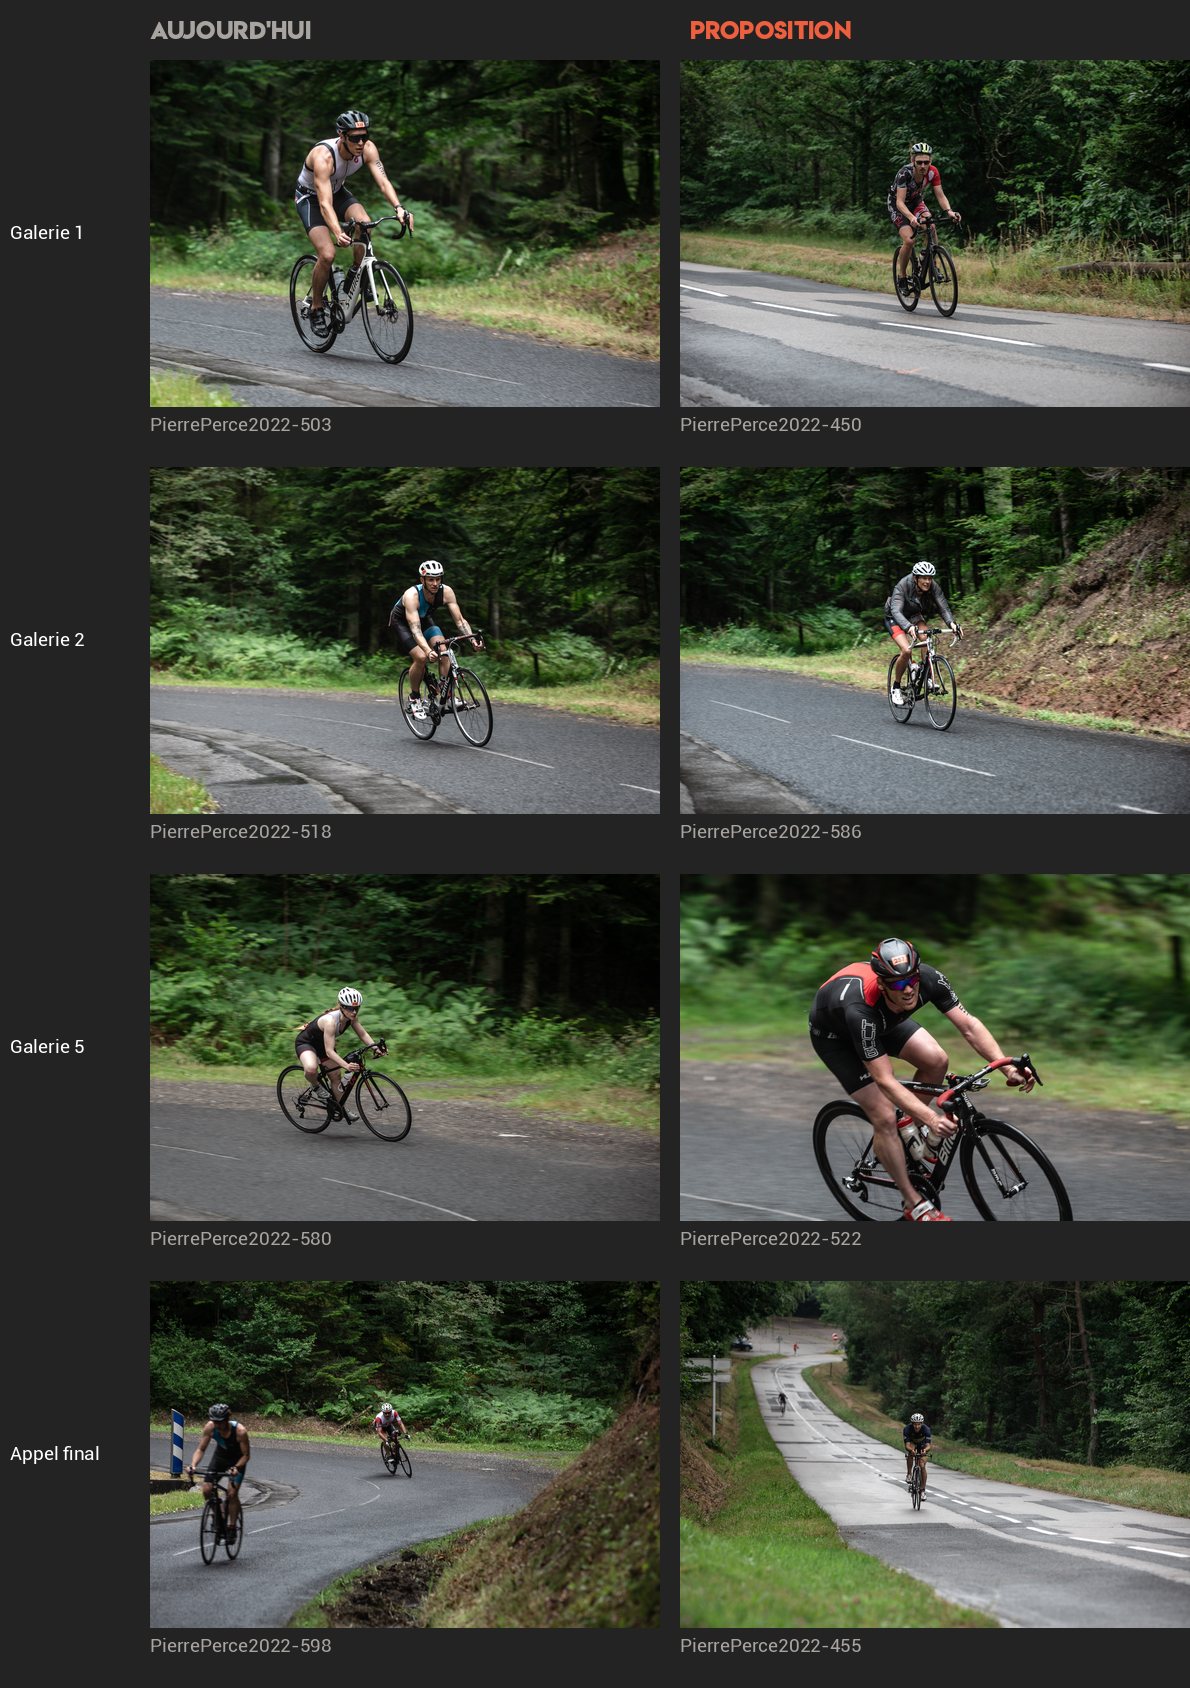 AUJOURD'HUI
PROPOSITION
Galerie 1
PierrePerce2022-503
PierrePerce2022-450
Galerie 2
PierrePerce2022-518
PierrePerce2022-586
Galerie 5
PierrePerce2022-580
PierrePerce2022-522
Appel final
PierrePerce2022-598
PierrePerce2022-455